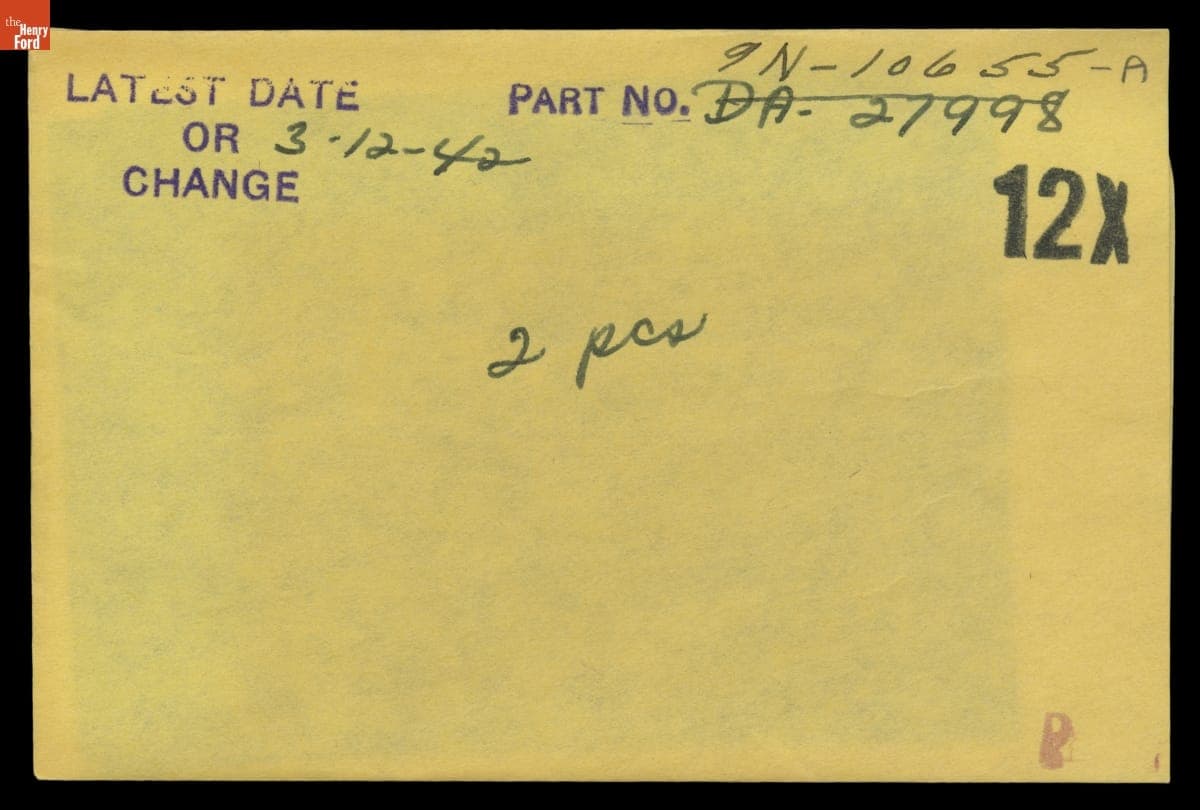 the
Henry
Ford
9N-10655-A
LATEST DATE PART NO. DA-27998
OR 3-12-42
CHANGE
12X
2 pcs
R